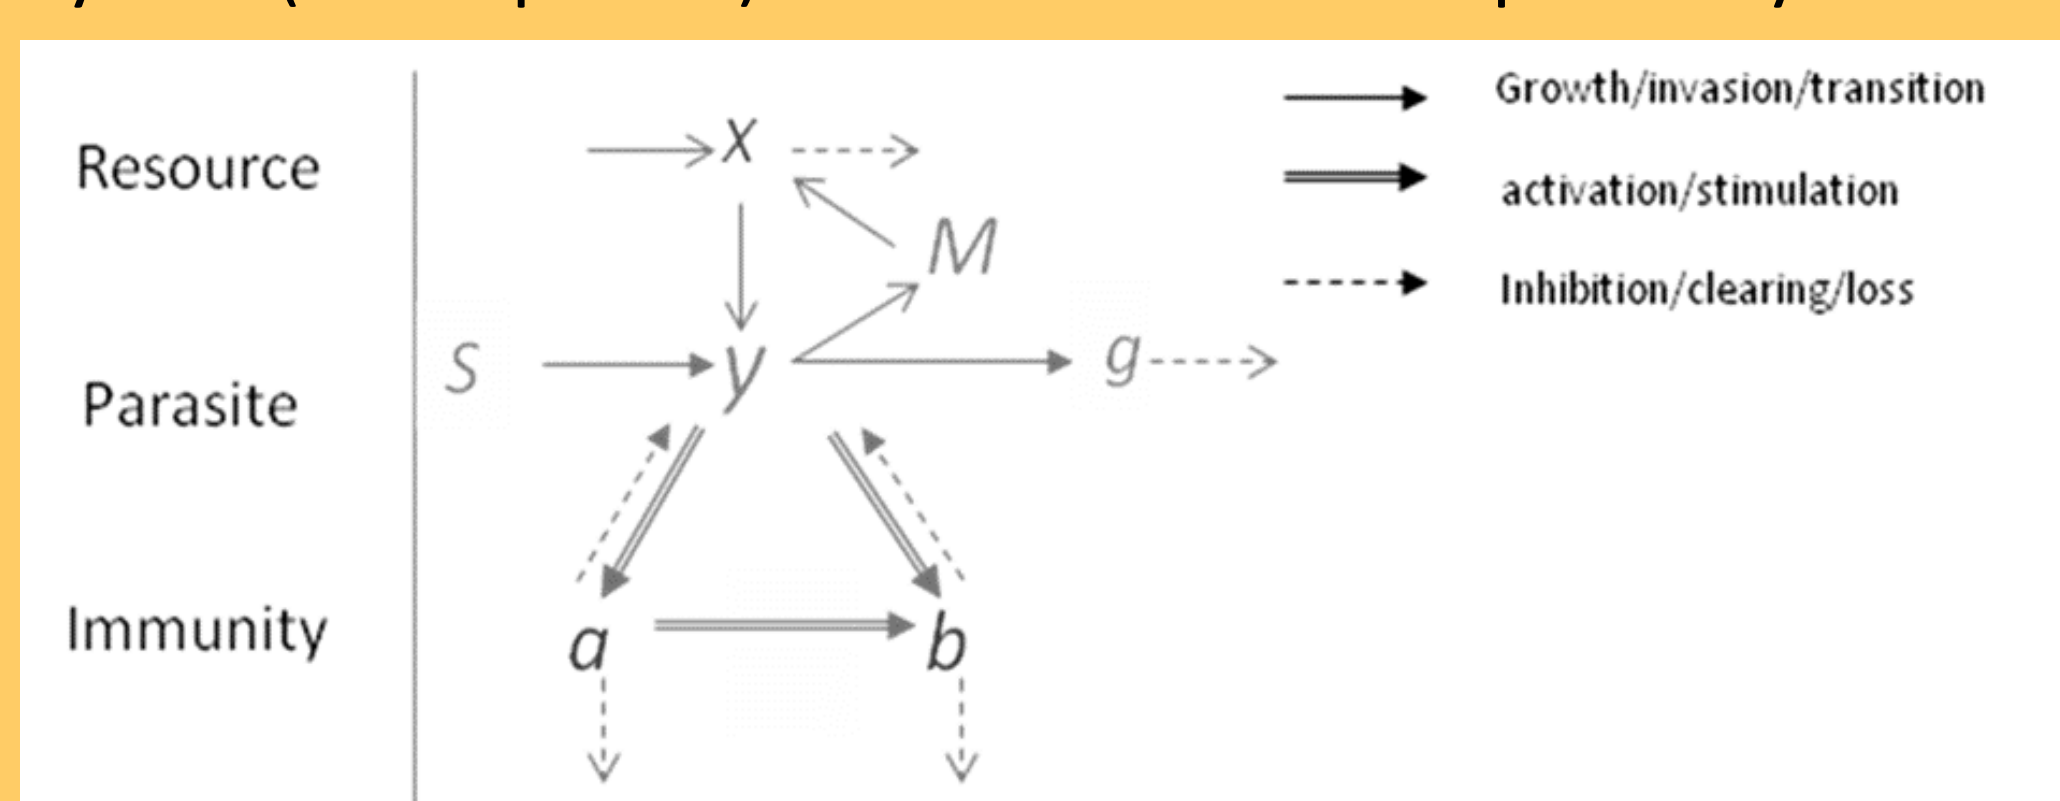 Growth/invasion/transition
Resource
X
activation/stimulation
M
Inhibition/clearing/loss
S
y
g
Parasite
Immunity
a
b